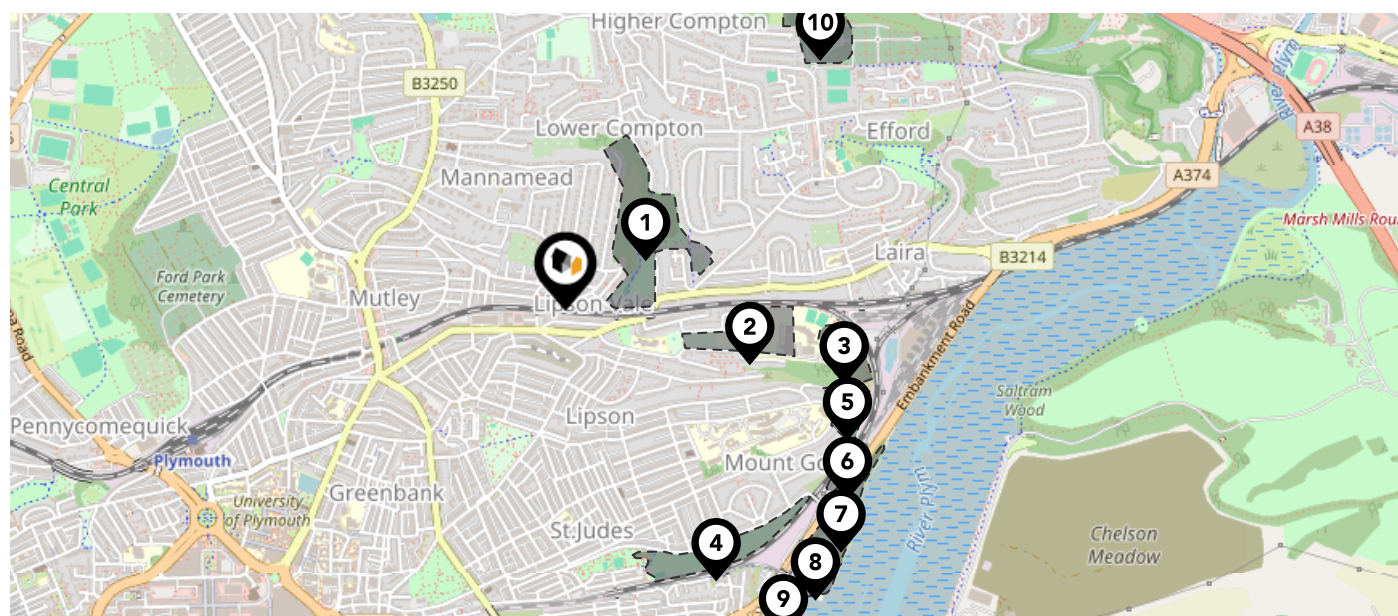 10
Higher Compton
B3250
River Plym
A38
Lower Compton
Efford
Central
Park
Mannamead
A374
1
Marsh Mills Rou
Laira
B3214
Ford Park
Cemetery
Mutley
Lipson Vale
2
3
Embankment Road
na Road
Saltram
Wood
5
Lipson
Pennycomequick
Plymouth
Mount Go
6
Greenbank
University
of Plymouth
7
River Plym
St.Judes
4
Chelson
Meadow
8
9